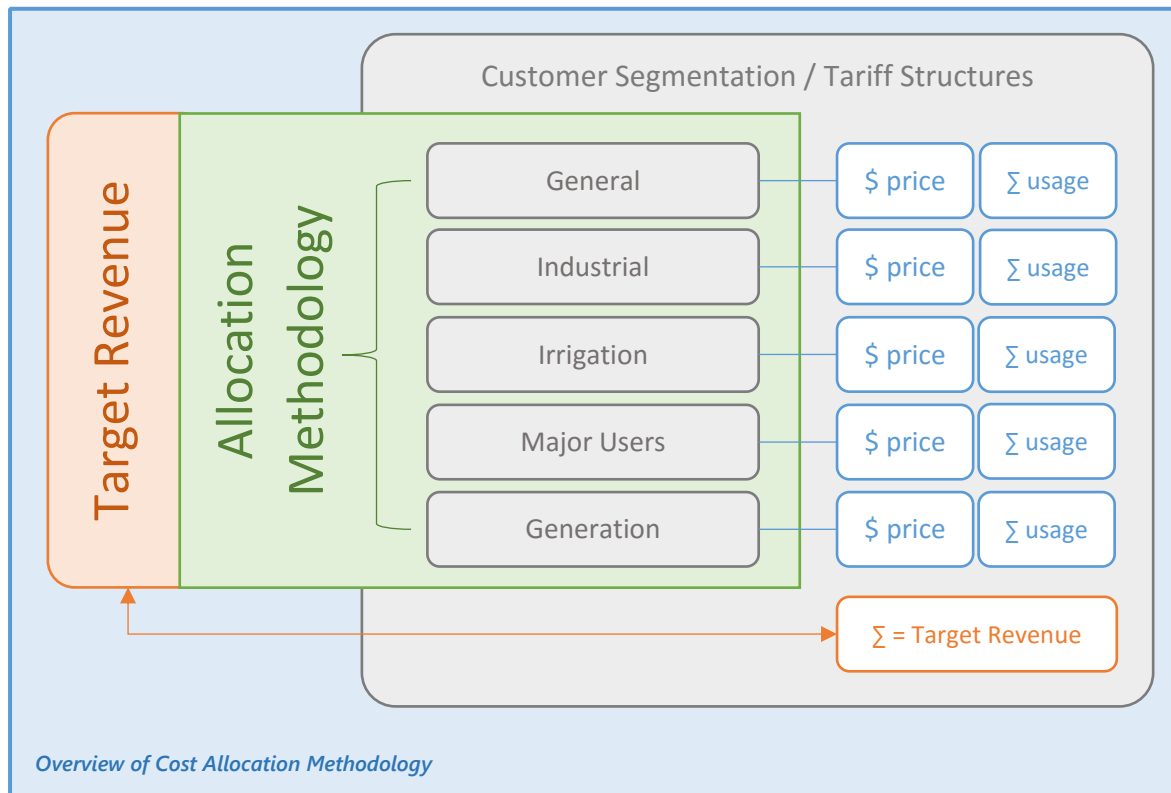 Customer Segmentation / Tariff Structures
Target Revenue
Allocation
Methodology
General
$ price
∑ usage
Industrial
$ price
∑ usage
Irrigation
$ price
∑ usage
Major Users
$ price
∑ usage
Generation
$ price
∑ usage
∑ = Target Revenue
Overview of Cost Allocation Methodology